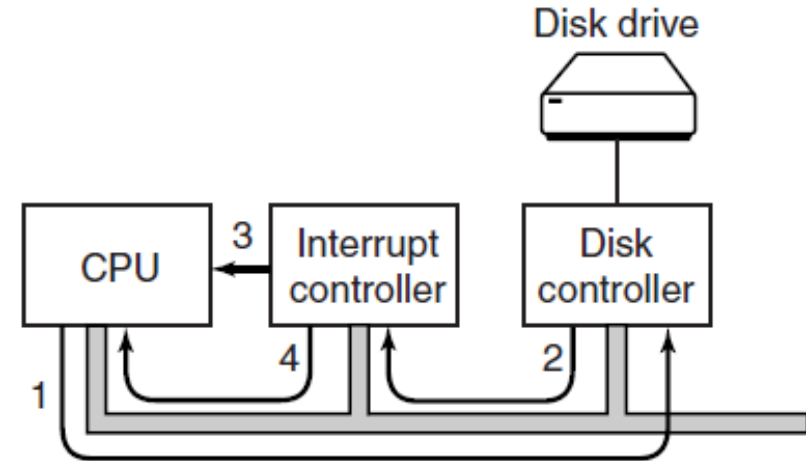 Disk drive
CPU
3
Interrupt
controller
Disk
controller
1
4
2